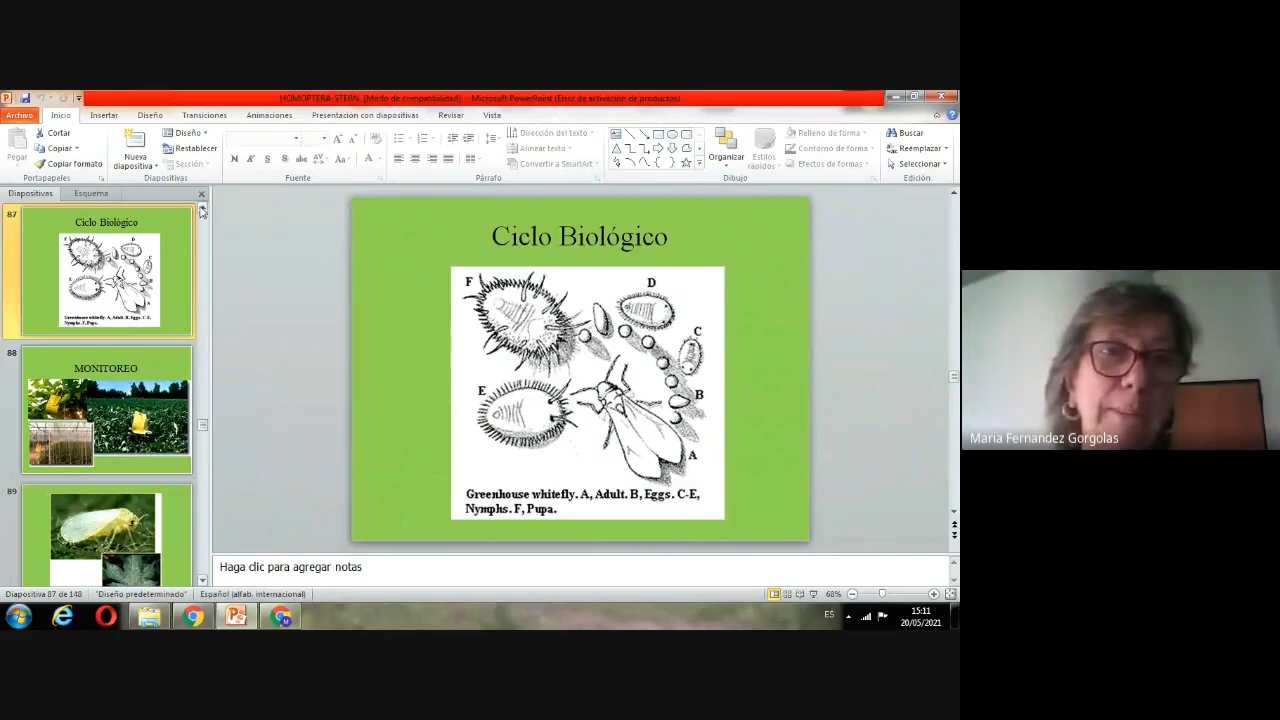 HOMOPTERA-STERN [Modo de compatibilidad] - Microsoft PowerPoint (Error de activación de productos)
Archivo Inicio Insertar Diseño Transiciones Animaciones Presentación con diapositivas Revisar Vista
Pegar
Cortar
Copiar
Copiar formato
Portapapeles
Nueva
diapositiva
Diseño
Restablecer
Sección
Diapositivas
N K S S abc AV Aa A
Fuente
Dirección del texto
Alinear texto
Convertir a SmartArt
Párrafo
Organizar
Estilos
rápidos
Relleno de forma
Contorno de forma
Efectos de formas
Dibujo
Buscar
Reemplazar
Seleccionar
Edición
Diapositivas Esquema
87
Ciclo Biológico
Greenhouse whitefly. A, Adult. B, Eggs. C-E,
Nymphs. F, Pupa.
88
MONITOREO
89
Ciclo Biológico
F
D
C
E
B
A
Greenhouse whitefly. A, Adult. B, Eggs. C-E,
Nymphs. F, Pupa.
Haga clic para agregar notas
Diapositiva 87 de 148 "Diseño predeterminado" Español (alfab. internacional) 68%
ES
15:11
20/05/2021
Maria Fernandez Gorgolas